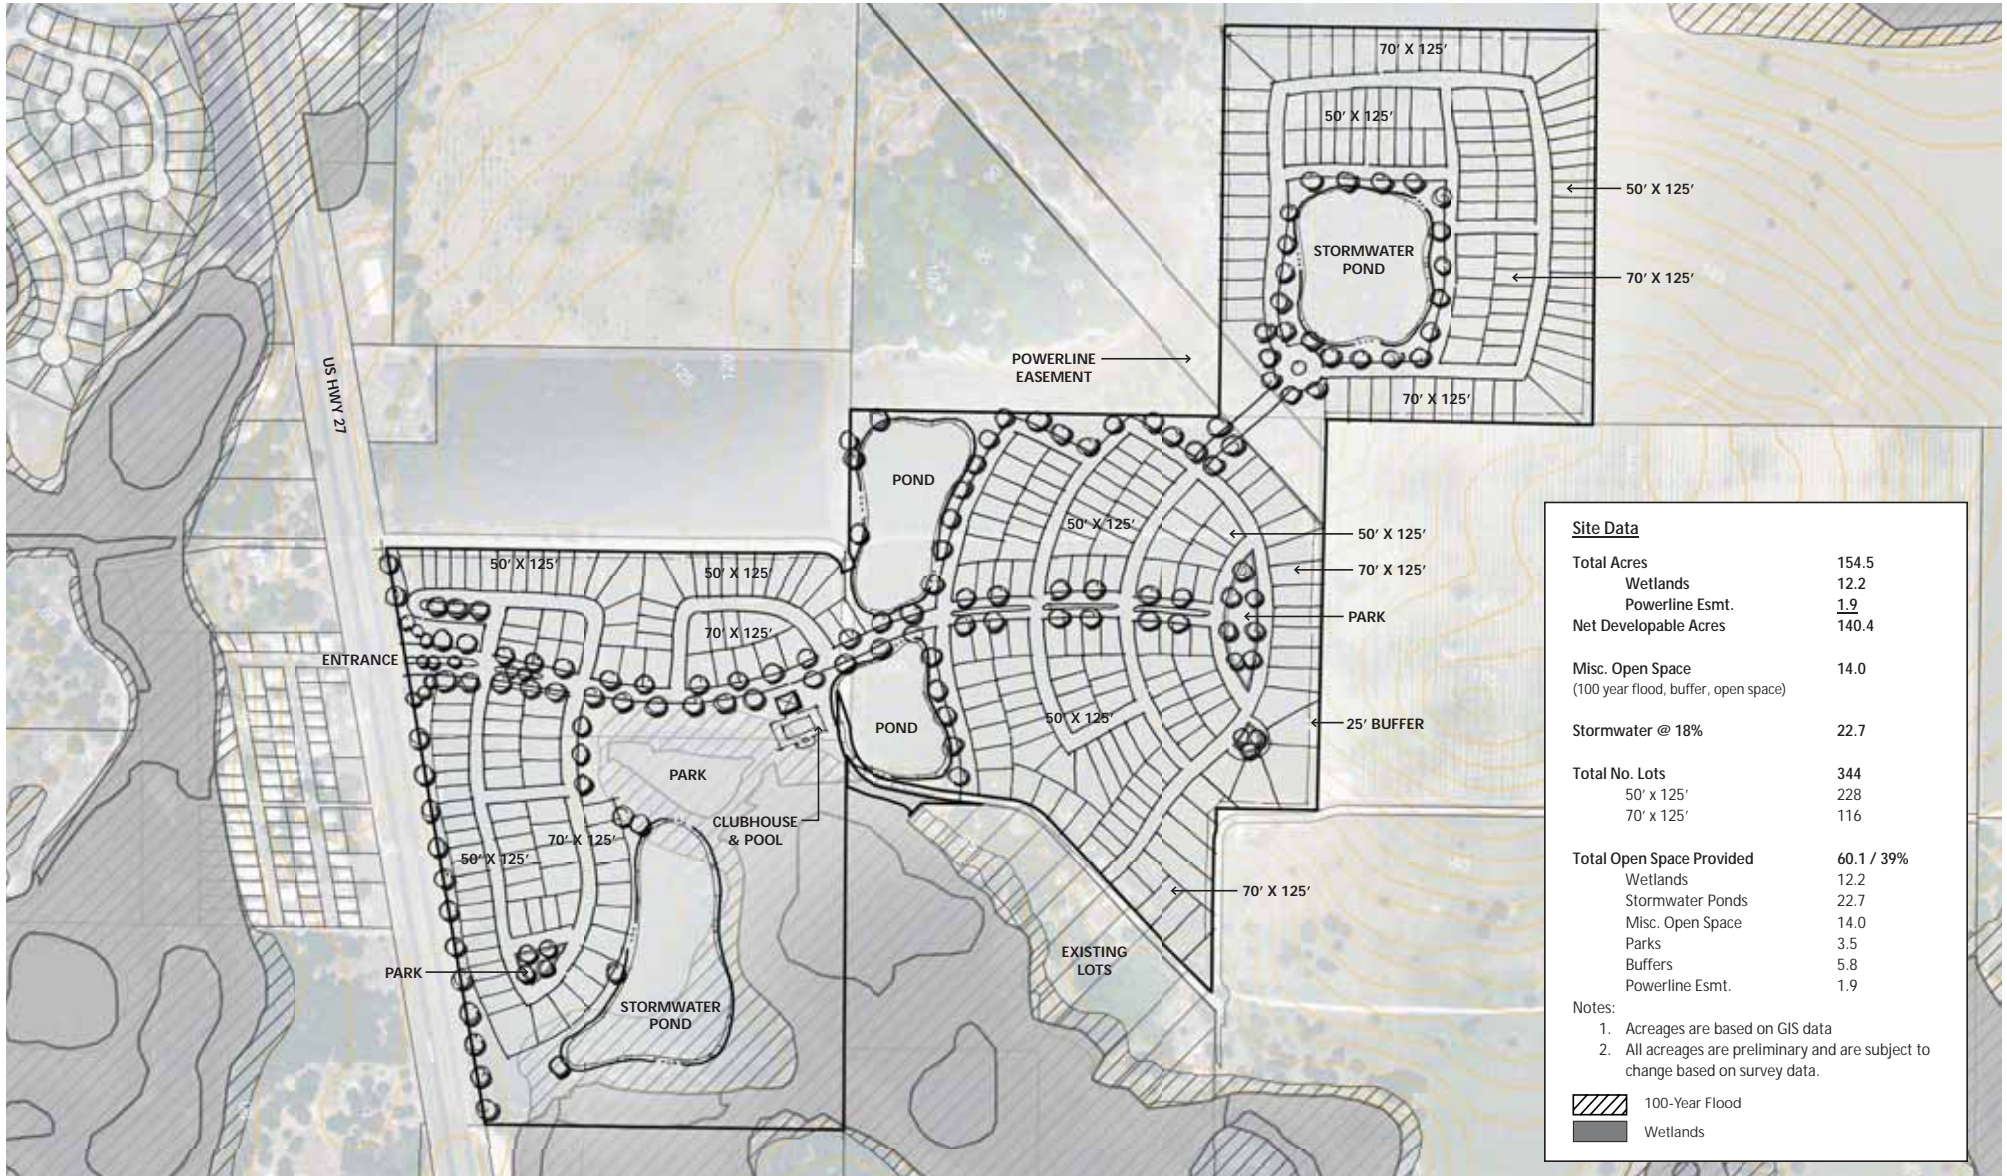 70' X 125'
50' X 125'
50' X 125'
STORMWATER
POND
70' X 125'
POWERLINE
EASEMENT
70' X 125'
US HWY 27
POND
50' X 125'
50' X 125'
70' X 125'
50' X 125'
50' X 125'
PARK
70' X 125'
ENTRANCE
25' BUFFER
50' X 125'
POND
PARK
CLUBHOUSE
& POOL
70' X 125'
50' X 125'
70' X 125'
EXISTING
LOTS
PARK
STORMWATER
POND
120
Site Data
Total Acres 154.5
Wetlands 12.2
Powerline Esmt. 1.9
Net Developable Acres 140.4
Misc. Open Space 14.0
(100 year flood, buffer, open space)
Stormwater @ 18% 22.7
Total No. Lots 344
50' x 125' 228
70' x 125' 116
Total Open Space Provided 60.1 / 39%
Wetlands 12.2
Stormwater Ponds 22.7
Misc. Open Space 14.0
Parks 3.5
Buffers 5.8
Powerline Esmt. 1.9
Notes:
1. Acreages are based on GIS data
2. All acreages are preliminary and are subject to
change based on survey data.
100-Year Flood
Wetlands